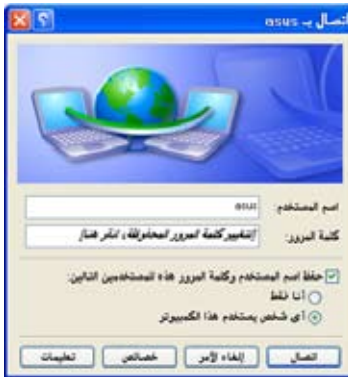 اتصال بـ asus
اسم المستخدم: asus
كلمة المرور: [لتغيير كلمة المرور المحفوظة، انقر هنا]
حفظ اسم المستخدم وكلمة المرور هذه للمستخدمين التالين:
أنا فقط
أي شخص يستخدم هذا الكمبيوتر
اتصال إلغاء الأمر خصائص تعليمات